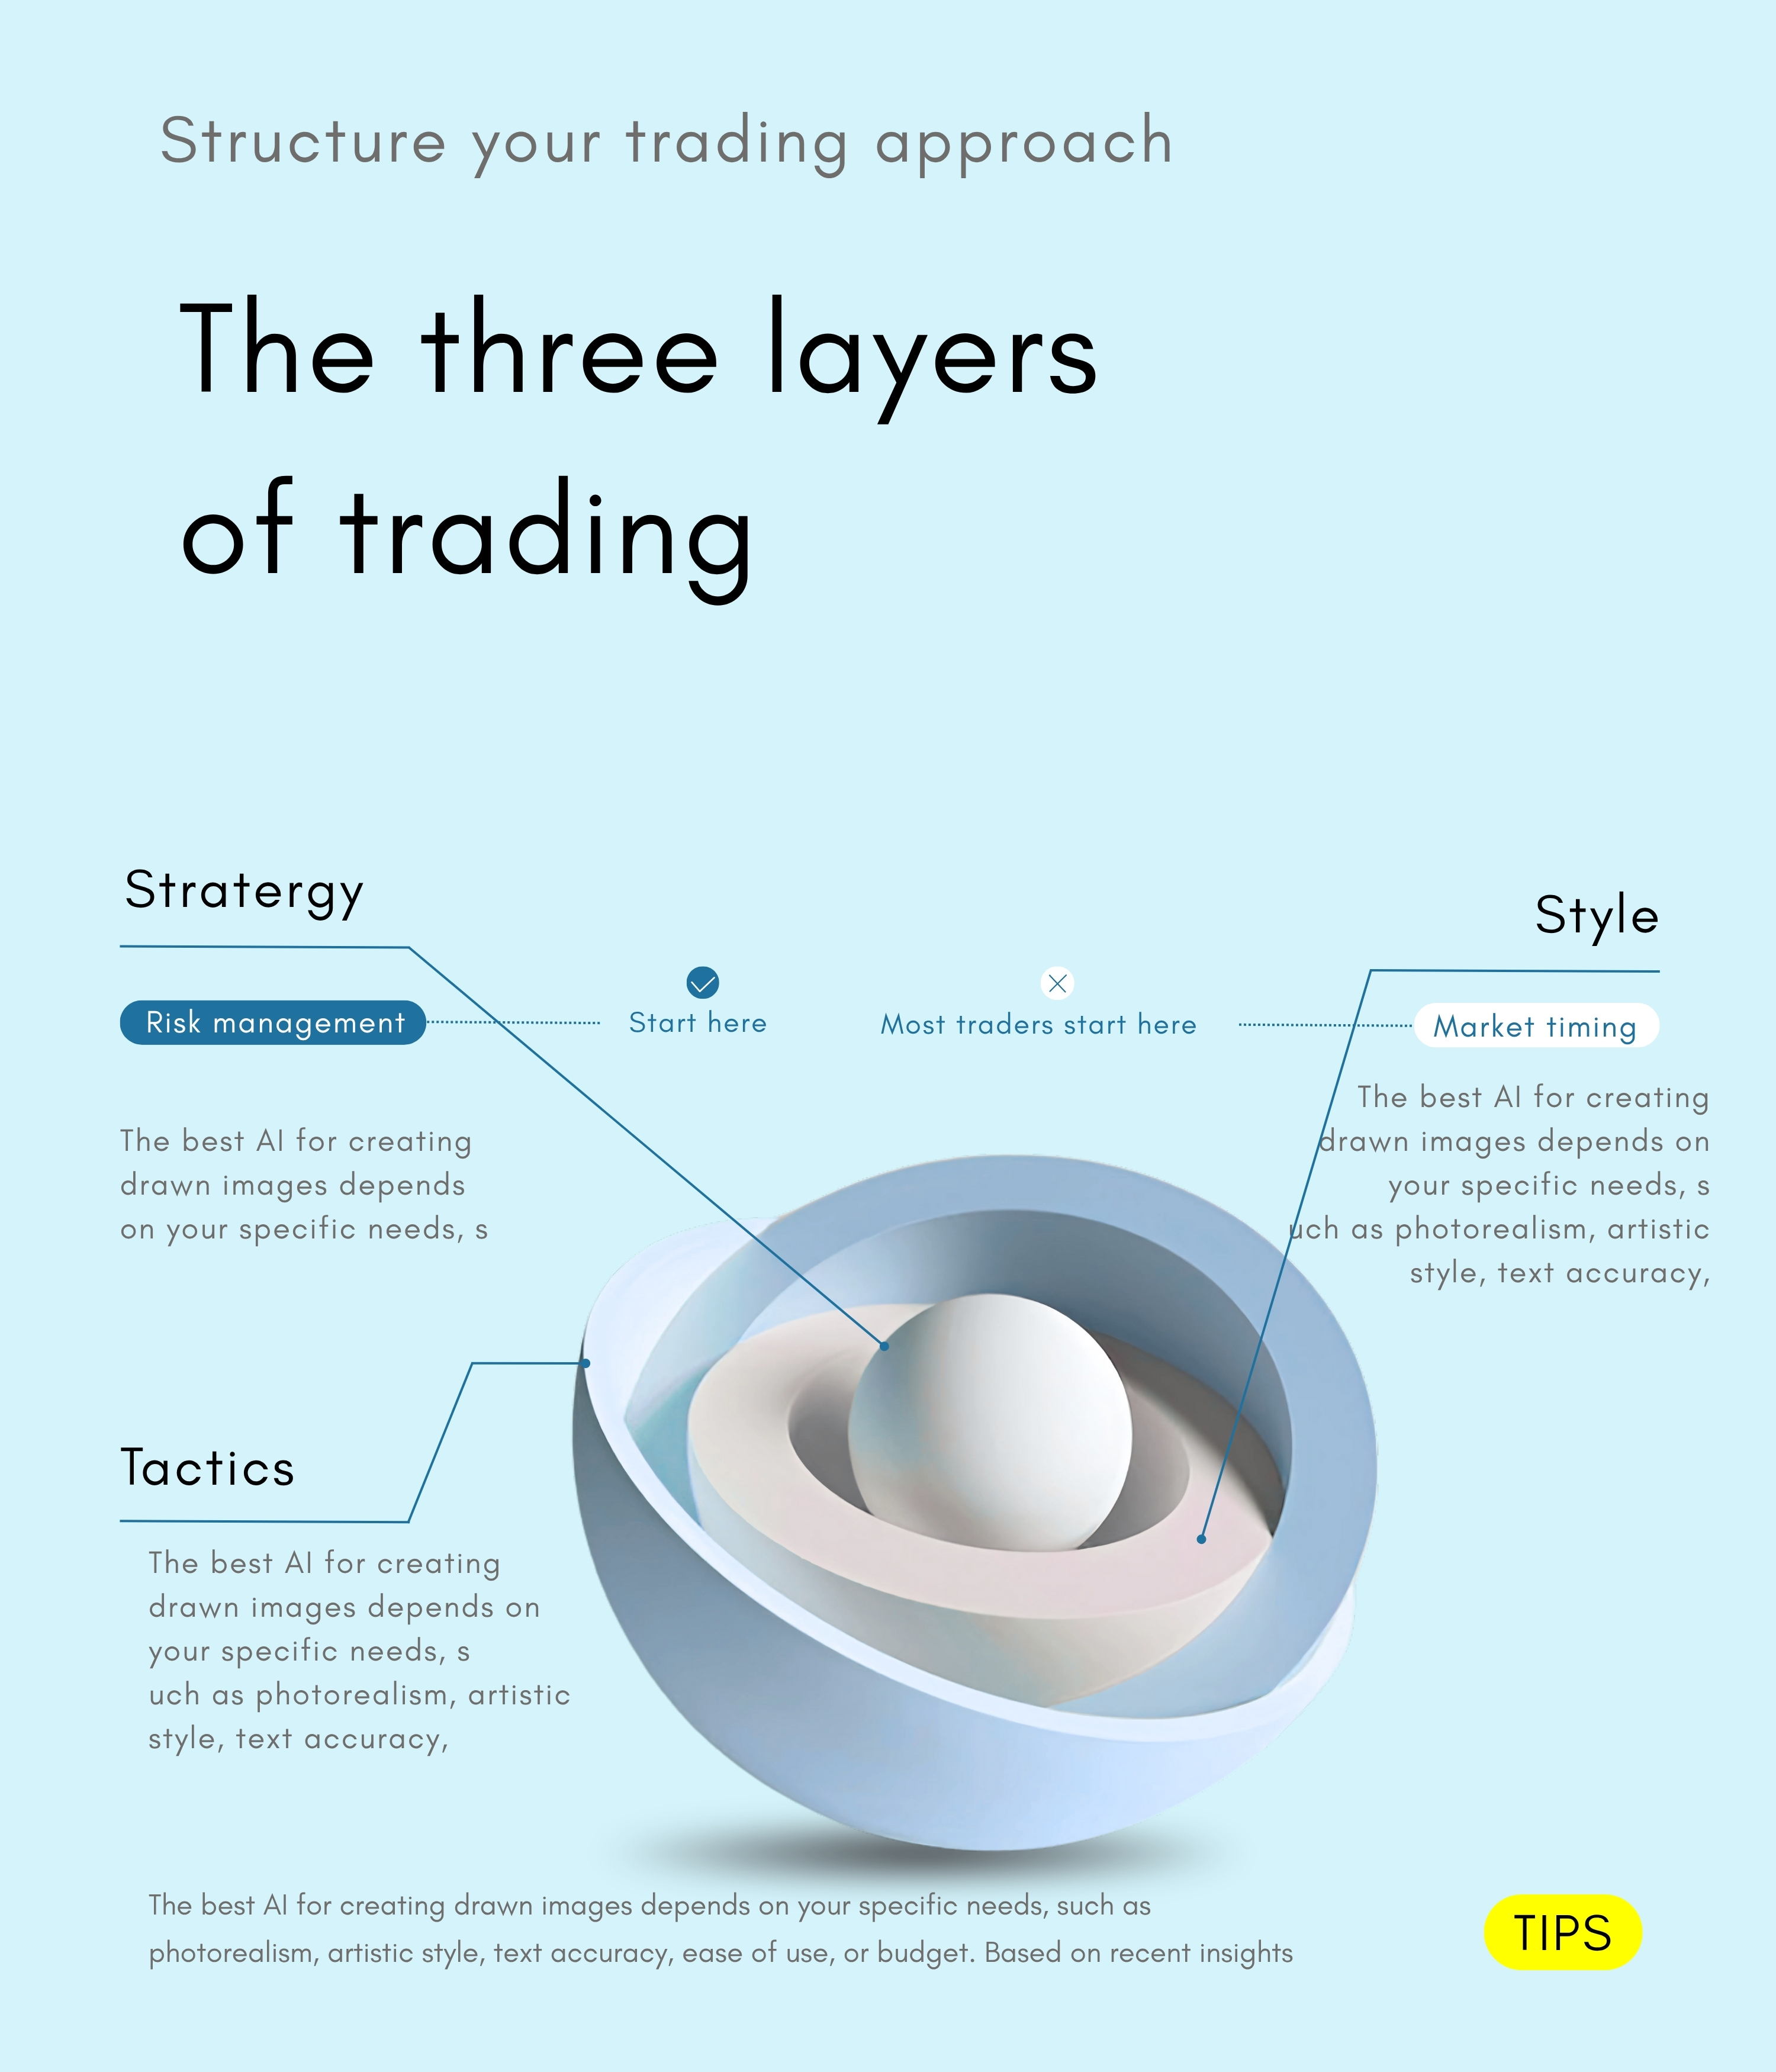 Structure your trading approach
The three layers
of trading
Stratergy
Risk management
Start here
Most traders start here
Style
Market timing
The best AI for creating
drawn images depends
on your specific needs, s
The best AI for creating
drawn images depends on
your specific needs, s
uch as photorealism, artistic
style, text accuracy,
Tactics
The best AI for creating
drawn images depends on
your specific needs, s
uch as photorealism, artistic
style, text accuracy,
The best AI for creating drawn images depends on your specific needs, such as
photorealism, artistic style, text accuracy, ease of use, or budget. Based on recent insights
TIPS